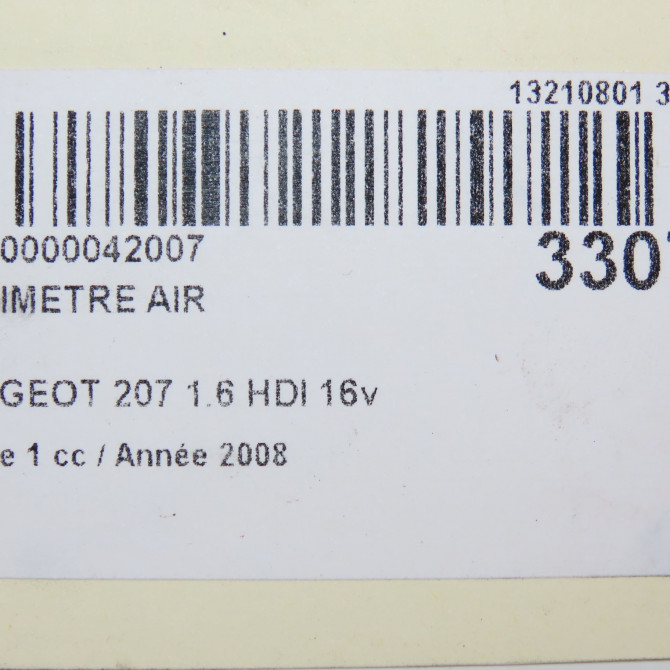 13210801 3
0000042007
330
IMETRE AIR
GEOT 207 1.6 HDI 16v
e 1 cc / Année 2008